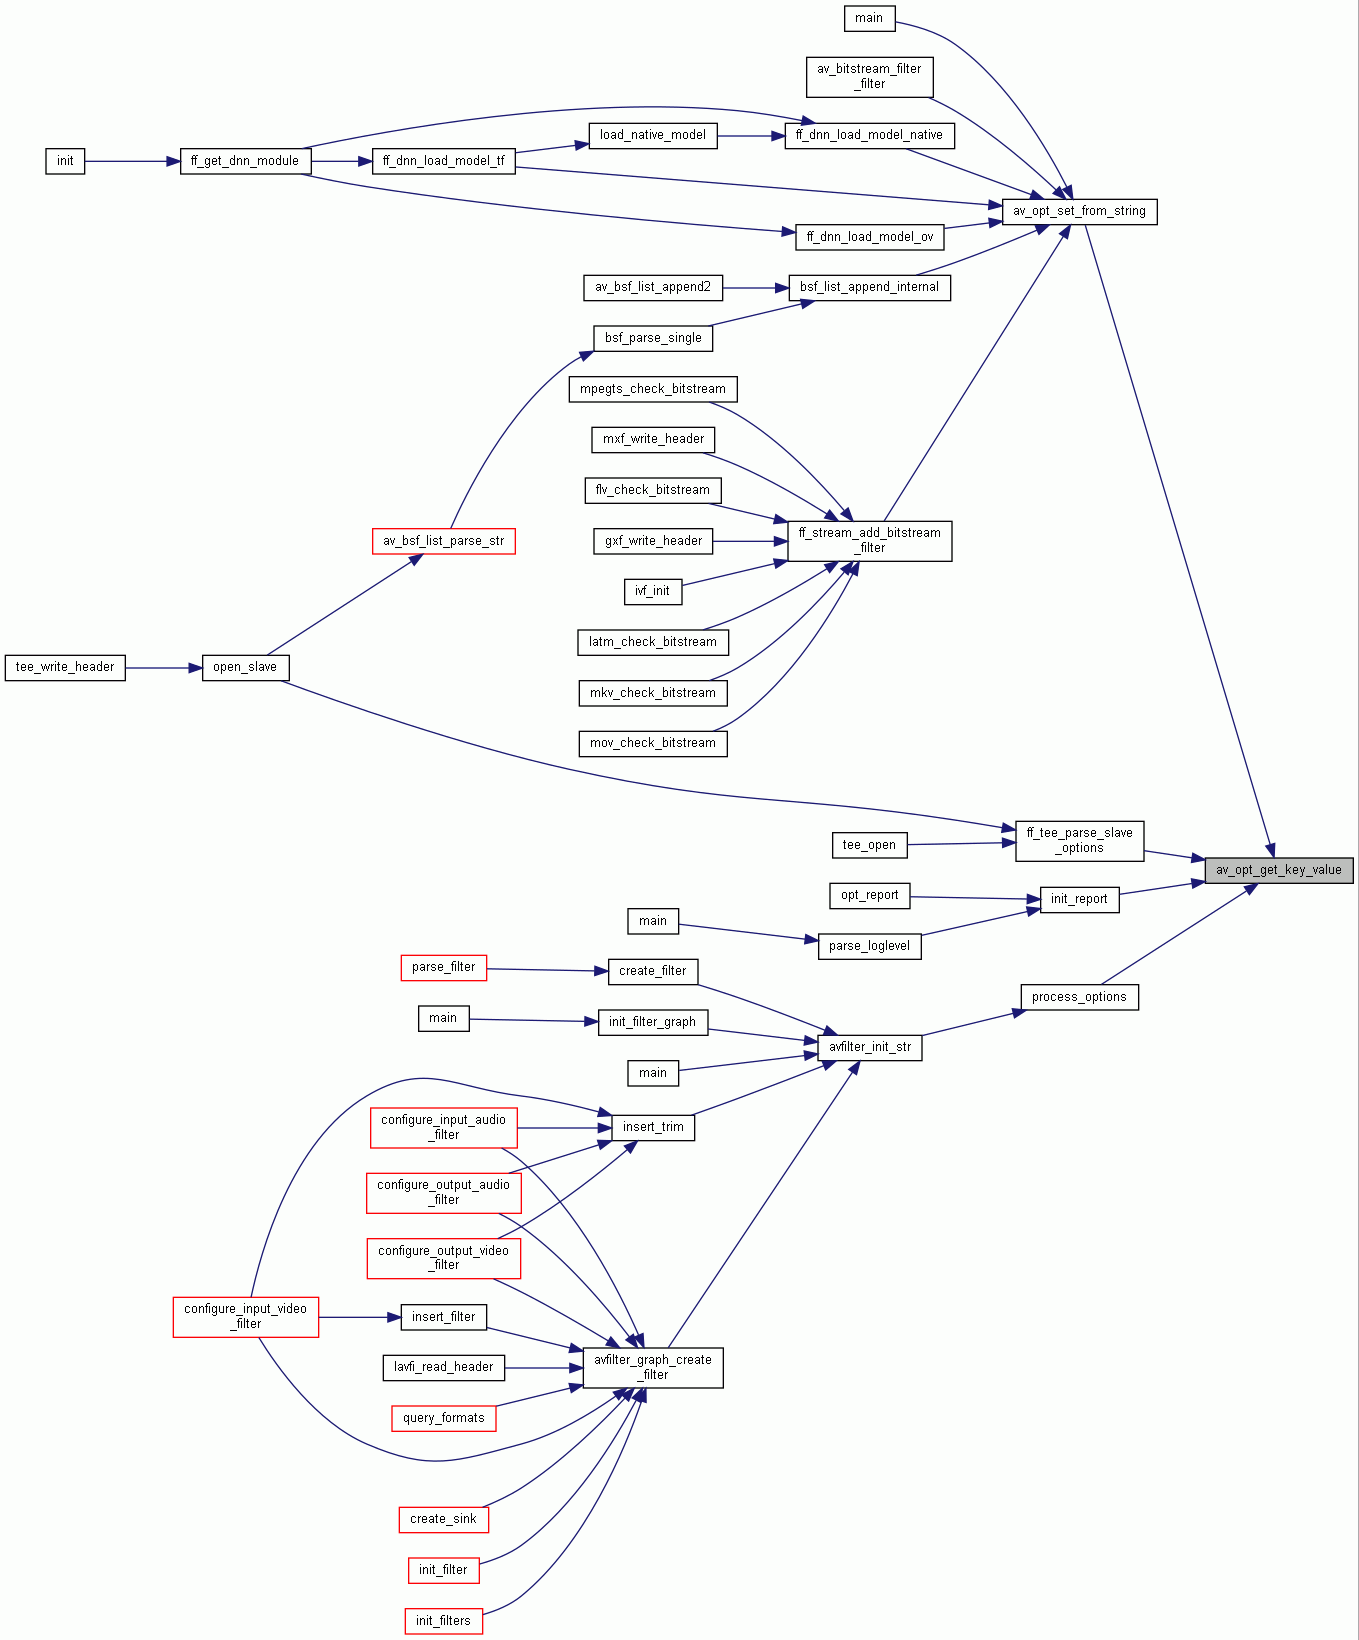 main
av_bitstream_filter
_filter
load_native_model
ff_dnn_load_model_native
init
ff_get_dnn_module
ff_dnn_load_model_tf
av_opt_set_from_string
ff_dnn_load_model_ov
av_bsf_list_append2
bsf_list_append_internal
bsf_parse_single
mpegts_check_bitstream
mxf_write_header
flv_check_bitstream
ff_stream_add_bitstream
_filter
av_bsf_list_parse_str
gxf_write_header
ivf_init
latm_check_bitstream
tee_write_header
open_slave
mkv_check_bitstream
mov_check_bitstream
ff_tee_parse_slave
_options
tee_open
av_opt_get_key_value
opt_report
init_report
main
parse_loglevel
parse_filter
create_filter
process_options
main
init_filter_graph
avfilter_init_str
main
configure_input_audio
_filter
insert_trim
configure_output_audio
_filter
configure_output_video
_filter
configure_input_video
_filter
insert_filter
lavfi_read_header
avfilter_graph_create
_filter
query_formats
create_sink
init_filter
init_filters